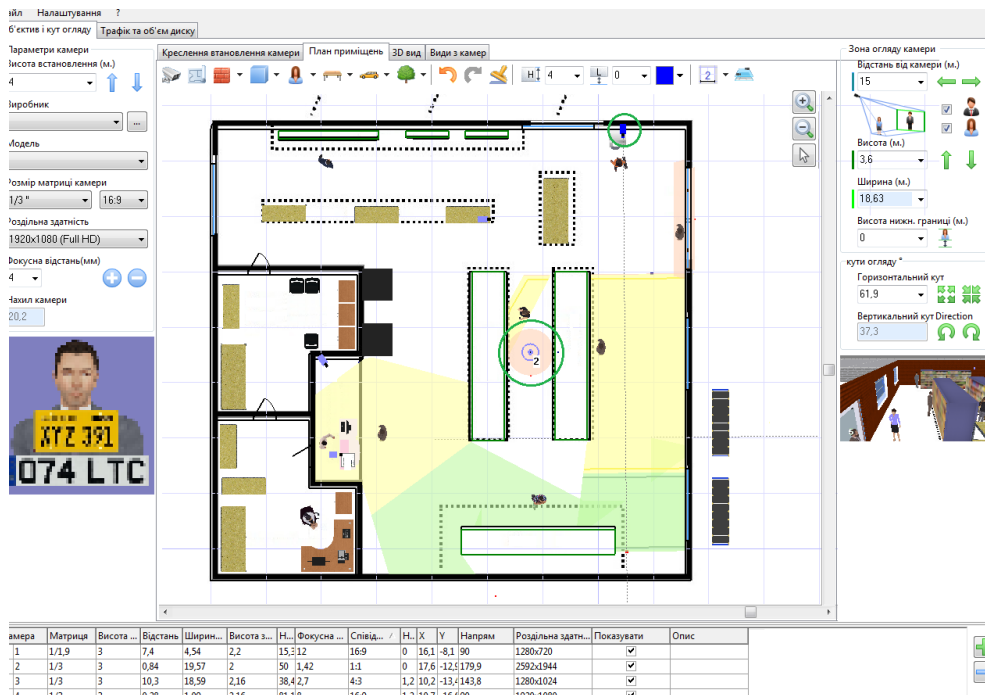 айл Налаштування ?
б'єктив і кут огляду Трафік та об'єм диску
Параметри камери
Висота встановлення (м.)
4
Виробник
...
Модель
Розмір матриці камери
1/3 " 16:9
Роздільна здатність
1920x1080 (Full HD)
Фокусна відстань(мм)
4
Нахил камери
20,2
XYZ 391
074 LTC
Креслення втановлення камери План приміщень 3D вид Види з камер
H 4 L 0 2
2
Зона огляду камери
Відстань від камери (м.)
15
Висота (м.)
3,6
Ширина (м.)
18,63
Висота нижн. границі (м.)
0
кути огляду °
Горизонтальний кут
61,9
Вертикальний кут Direction
37,3
амера Матриця Висота ... Відстань Ширин... Висота з... Н... Фокусна ... Співід... / Н.. X Y Напрям Роздільна здатн... Показувати Опис
1 1/1,9 3 7,4 4,54 2,2 15,3 12 16:9 0 16,1 -8,1 90 1280x720
2 1/3 3 0,84 19,57 2 50 1,42 1:1 0 17,6 -12,9 179,9 2592x1944
3 1/3 3 10,3 18,59 2,16 38,4 2,7 4:3 1,2 10,2 -13,4 143,8 1280x1024